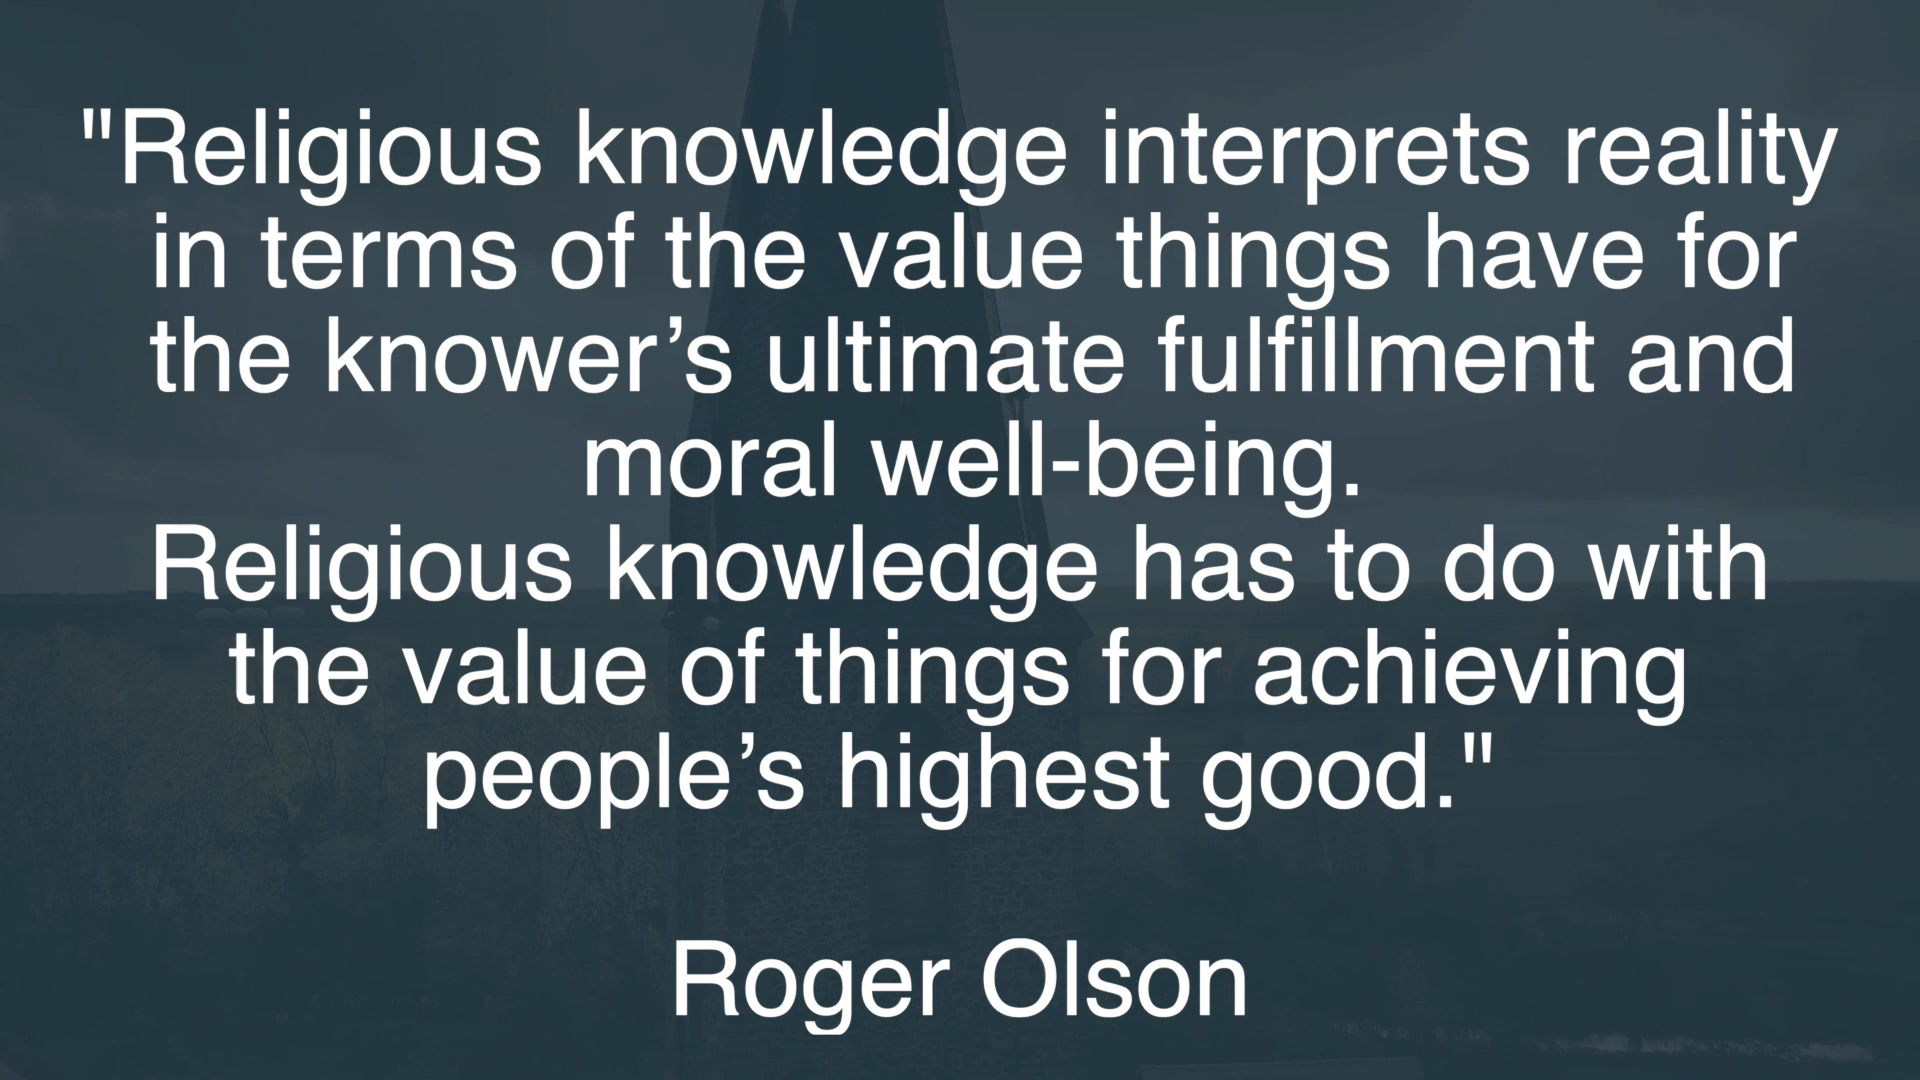 "Religious knowledge interprets reality
in terms of the value things have for
the knower’s ultimate fulfillment and
moral well-being.
Religious knowledge has to do with
the value of things for achieving
people’s highest good."
Roger Olson